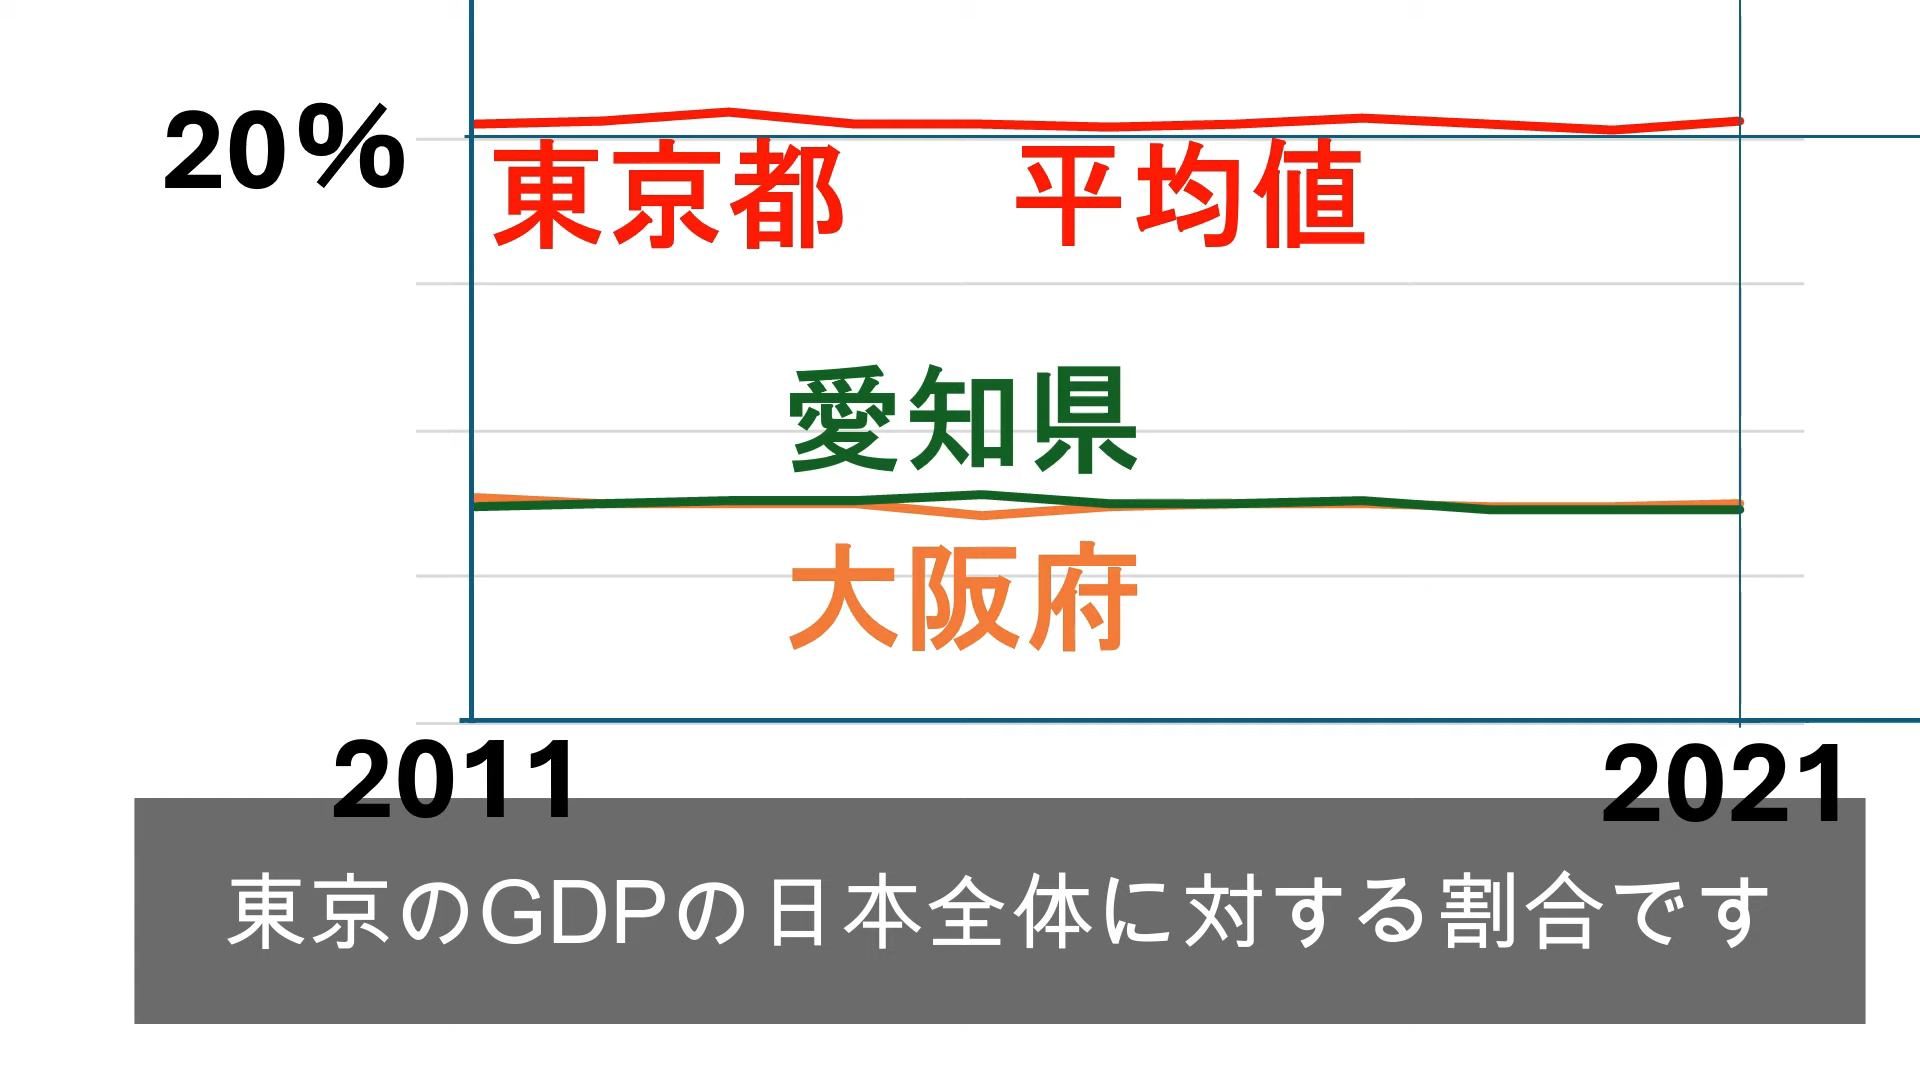 20%
東京都　平均値
愛知県
大阪府
2011
2021
東京のGDPの日本全体に対する割合です